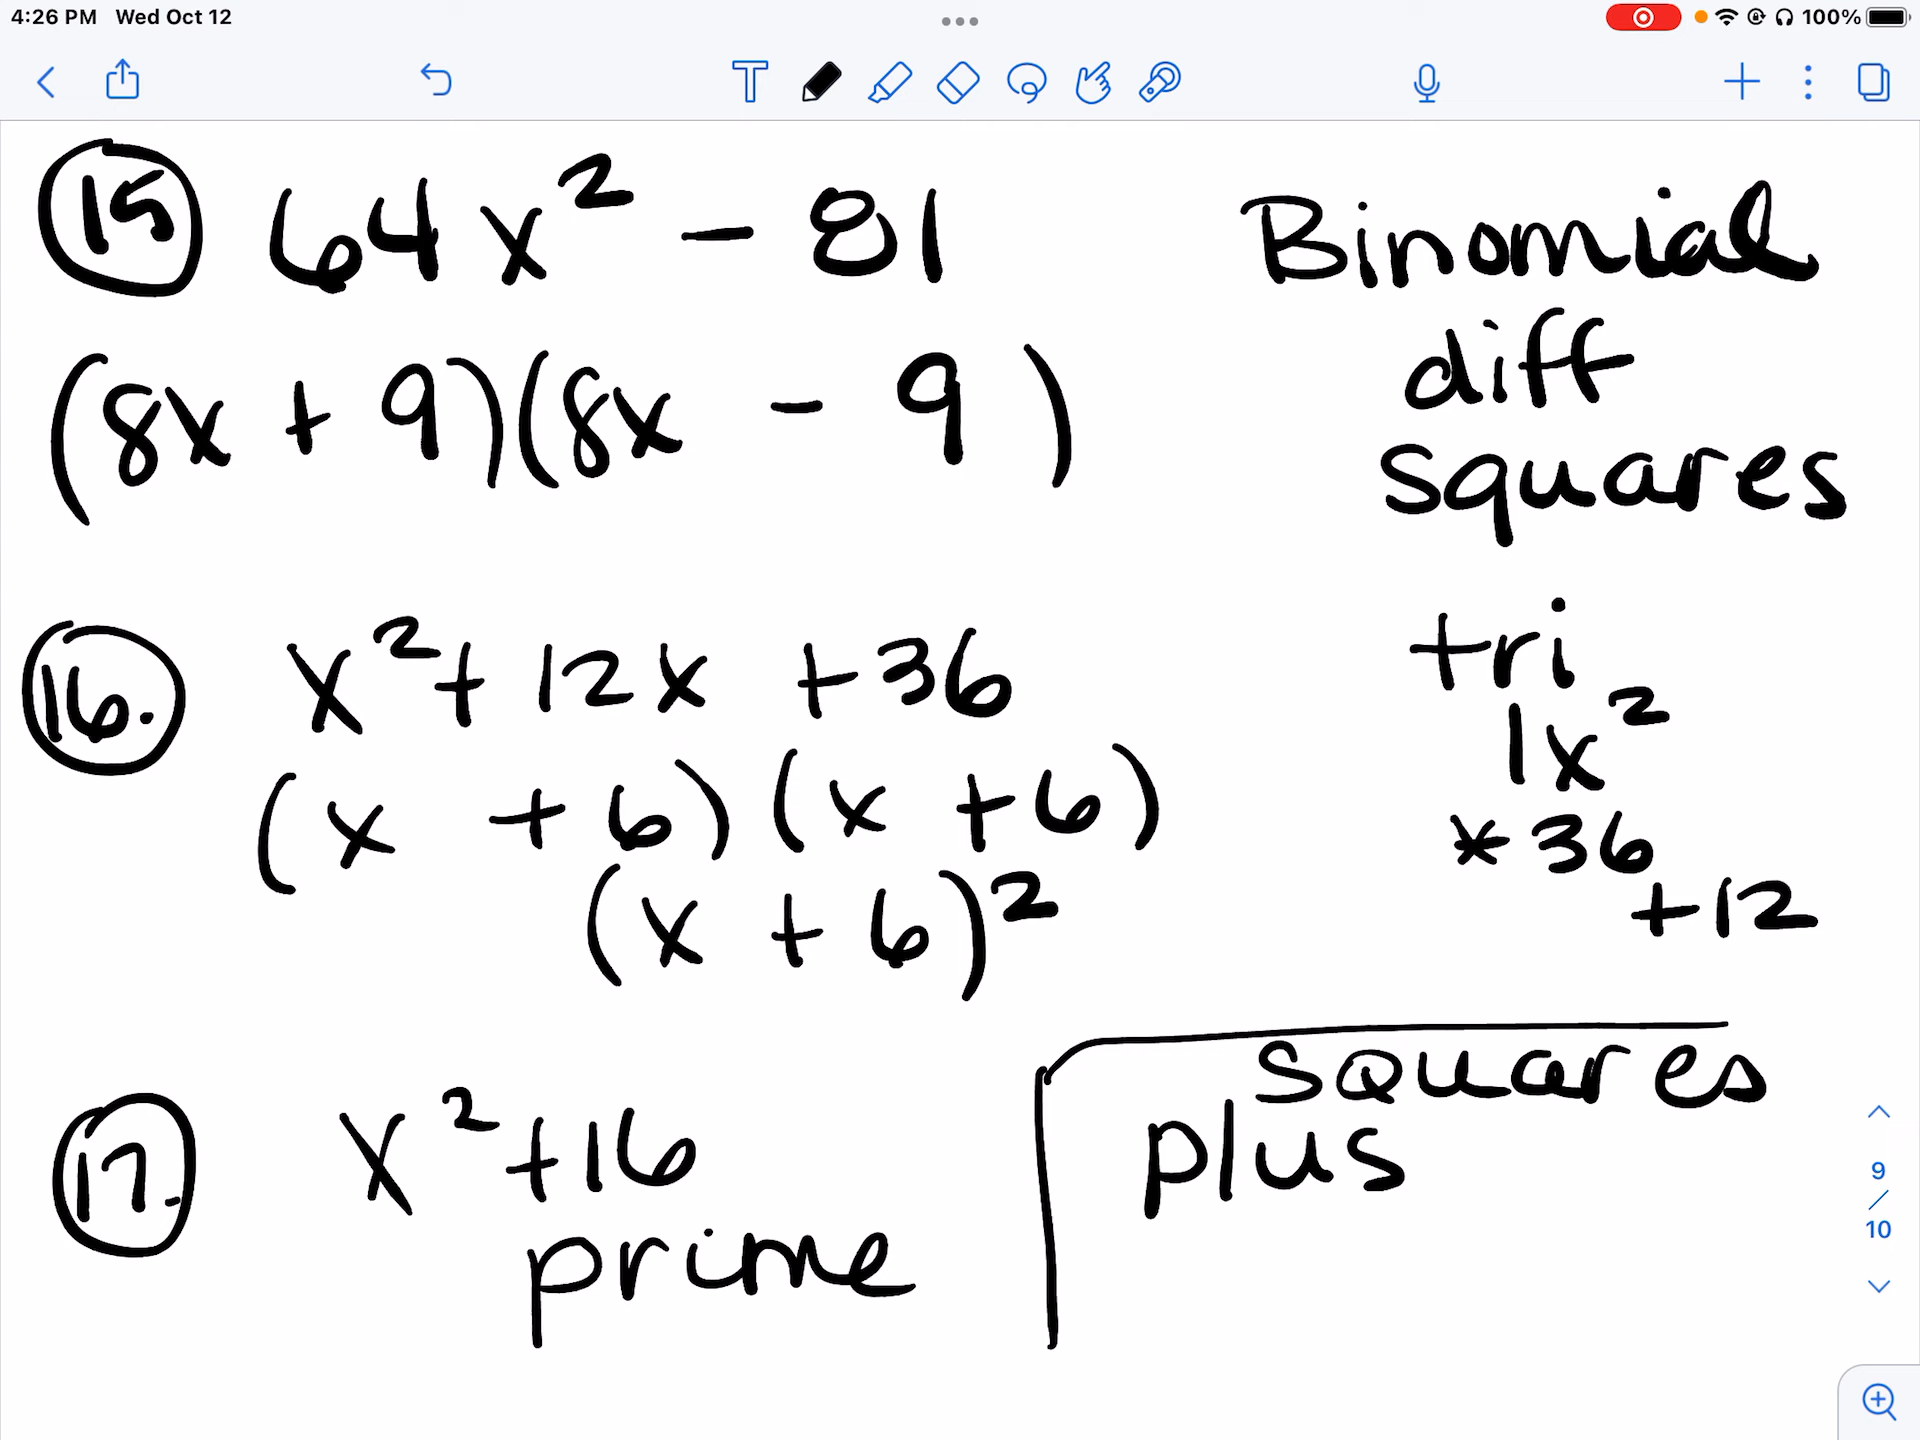 4:26 PM Wed Oct 12
100%
T
15 64x² - 81 Binomial
diff
(8x + 9)(8x - 9)
squares
16. x² + 12x + 36 tri
1x²
(x + 6)(x + 6) *36
+12
(x + 6)²
squares
17. x² + 16 plus
prime
9
/
10